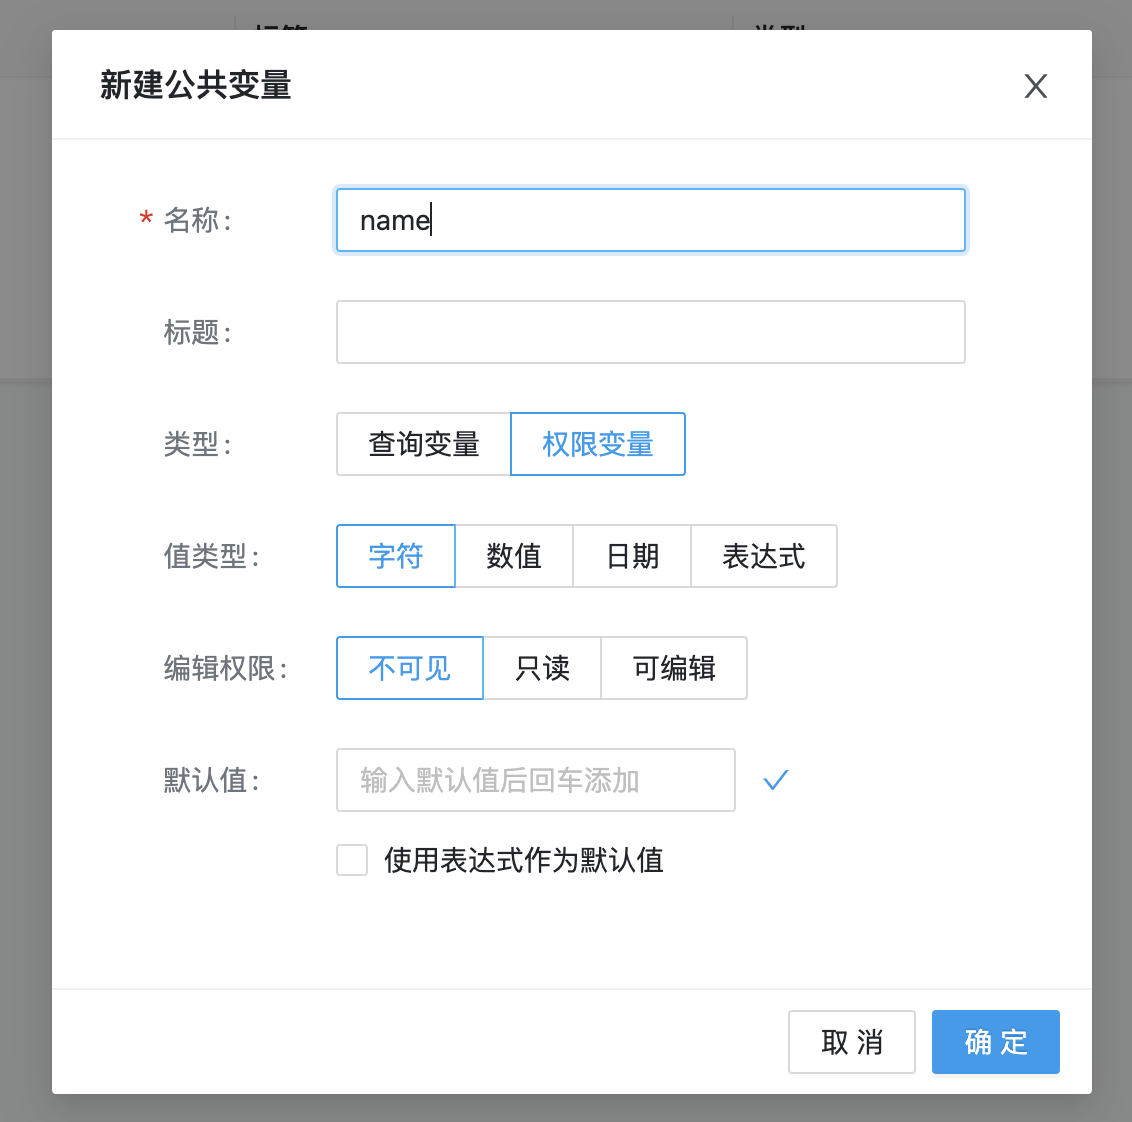 新建公共变量
* 名称:
name
标题:
类型:
查询变量 权限变量
值类型:
字符 数值 日期 表达式
编辑权限:
不可见 只读 可编辑
默认值:
输入默认值后回车添加
使用表达式作为默认值
取 消 确 定